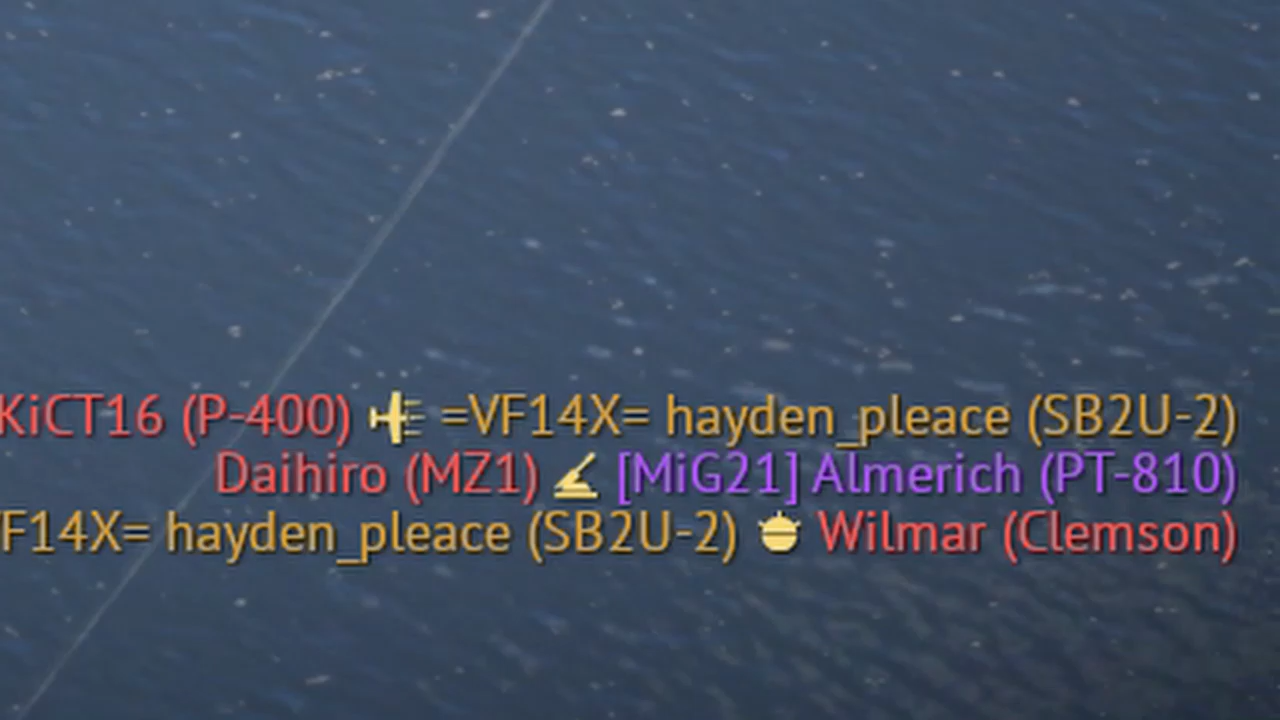 KiCT16 (P-400) =VF14X= hayden_pleace (SB2U-2)
Daihiro (MZ1) [MiG21] Almerich (PT-810)
F14X= hayden_pleace (SB2U-2) Wilmar (Clemson)